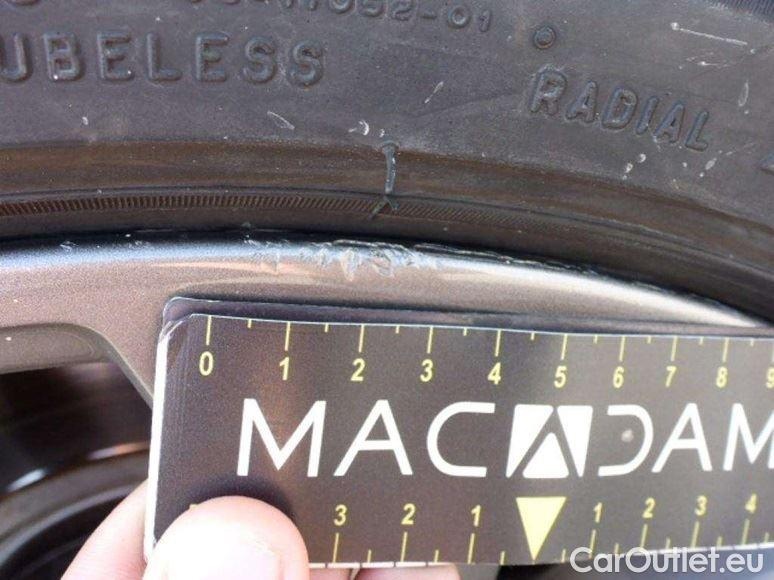 UBELESS
RADIAL
0 1 2 3 4 5 6 7 8 9
MACADAM
3 2 1 1 2 3 4
CarOutlet.eu